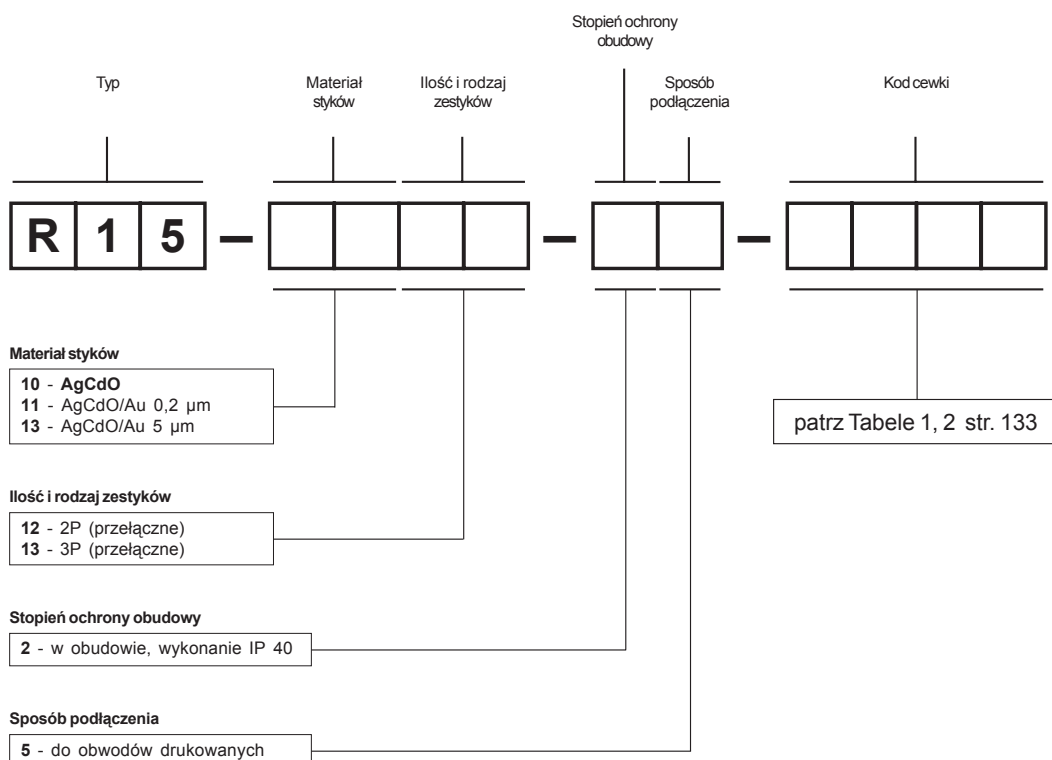 Stopień ochrony
obudowy
Typ
Materiał
styków
Ilość i rodzaj
zestyków
Sposób
podłączenia
Kod cewki
R 1 5 – – –
Materiał styków
10 - AgCdO
11 - AgCdO/Au 0,2 µm
13 - AgCdO/Au 5 µm
patrz Tabele 1, 2 str. 133
Ilość i rodzaj zestyków
12 - 2P (przełączne)
13 - 3P (przełączne)
Stopień ochrony obudowy
2 - w obudowie, wykonanie IP 40
Sposób podłączenia
5 - do obwodów drukowanych